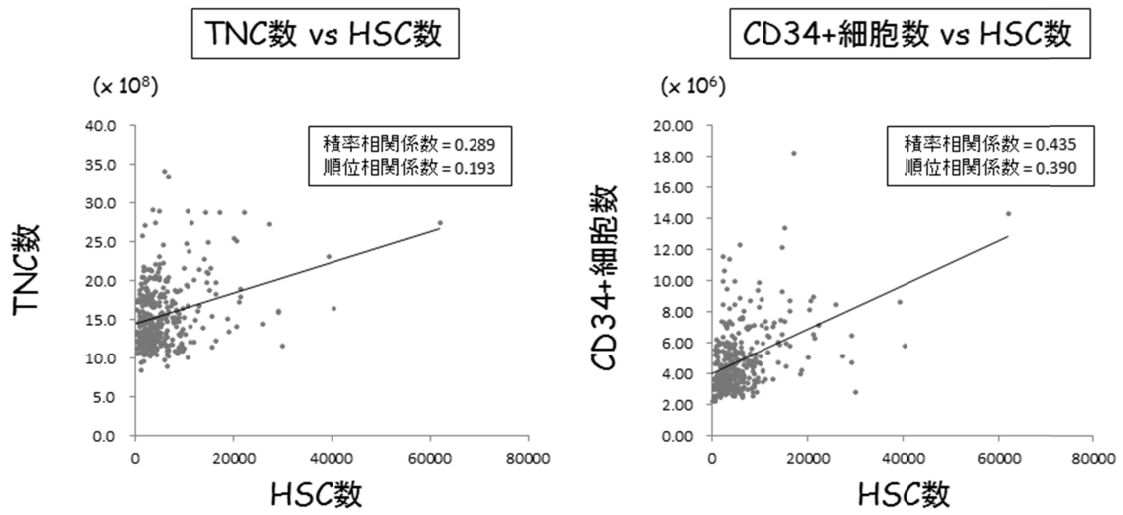 TNC数 vs HSC数
(x 10⁸)
40.0
35.0
30.0
25.0
20.0
15.0
10.0
5.0
0.0
積率相関係数 = 0.289
順位相関係数 = 0.193
TNC数
0 20000 40000 60000 80000
HSC数
CD34+細胞数 vs HSC数
(x 10⁶)
20.00
18.00
16.00
14.00
12.00
10.00
8.00
6.00
4.00
2.00
0.00
積率相関係数 = 0.435
順位相関係数 = 0.390
CD34+細胞数
0 20000 40000 60000 80000
HSC数